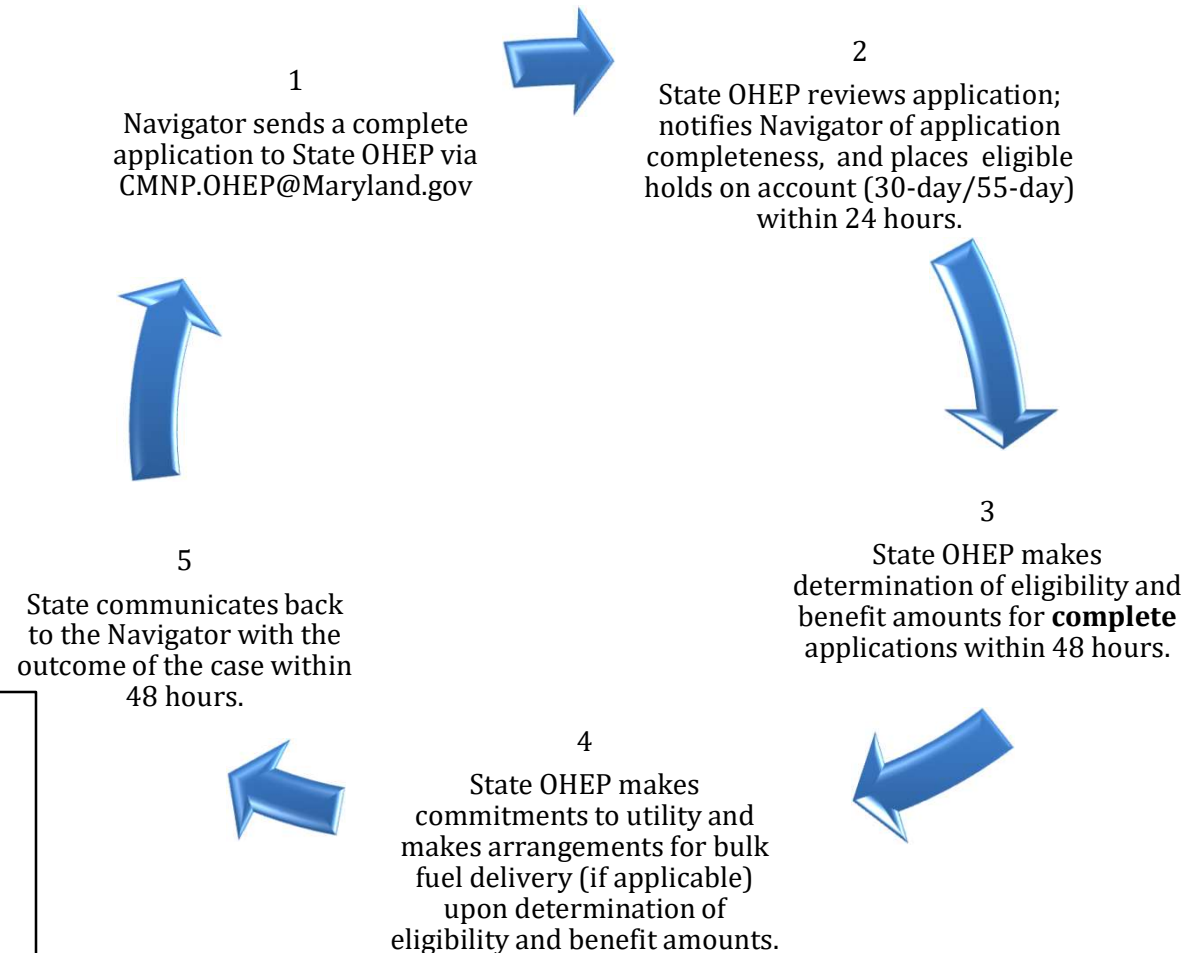 1
Navigator sends a complete
application to State OHEP via
CMNP.OHEP@Maryland.gov
2
State OHEP reviews application;
notifies Navigator of application
completeness, and places eligible
holds on account (30-day/55-day)
within 24 hours.
3
State OHEP makes
determination of eligibility and
benefit amounts for complete
applications within 48 hours.
4
State OHEP makes
commitments to utility and
makes arrangements for bulk
fuel delivery (if applicable)
upon determination of
eligibility and benefit amounts.
5
State communicates back
to the Navigator with the
outcome of the case within
48 hours.